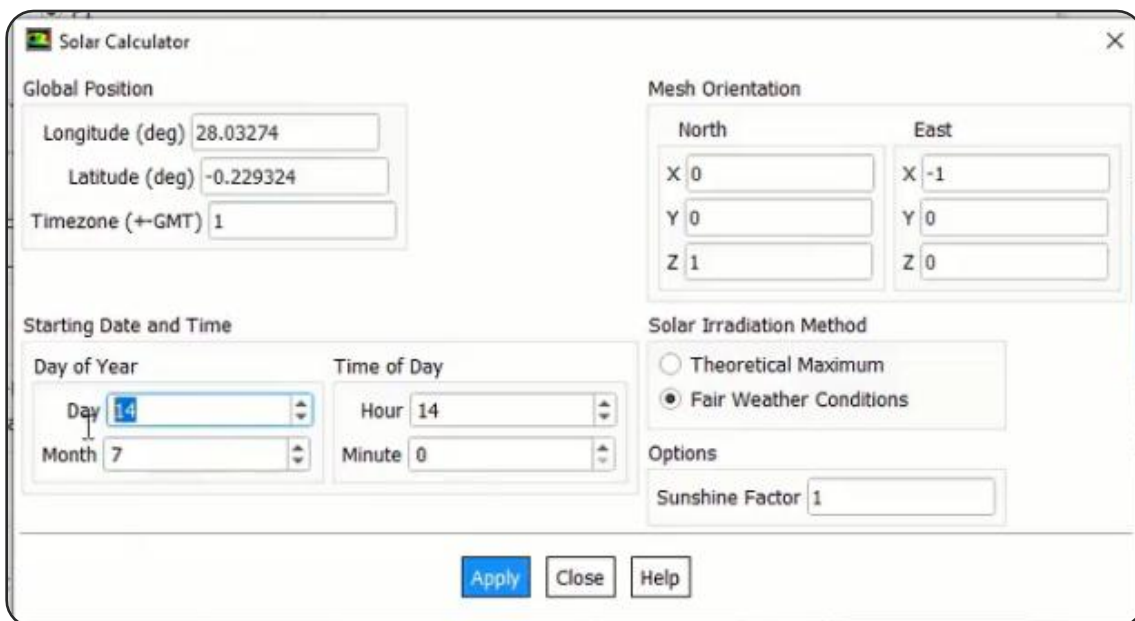 Solar Calculator
Global Position
Longitude (deg) 28.03274
Latitude (deg) -0.229324
Timezone (+-GMT) 1
Mesh Orientation
North East
X 0 X -1
Y 0 Y 0
Z 1 Z 0
Starting Date and Time
Day of Year Time of Day
Day 14 Hour 14
Month 7 Minute 0
Solar Irradiation Method
Theoretical Maximum
Fair Weather Conditions
Options
Sunshine Factor 1
Apply Close Help